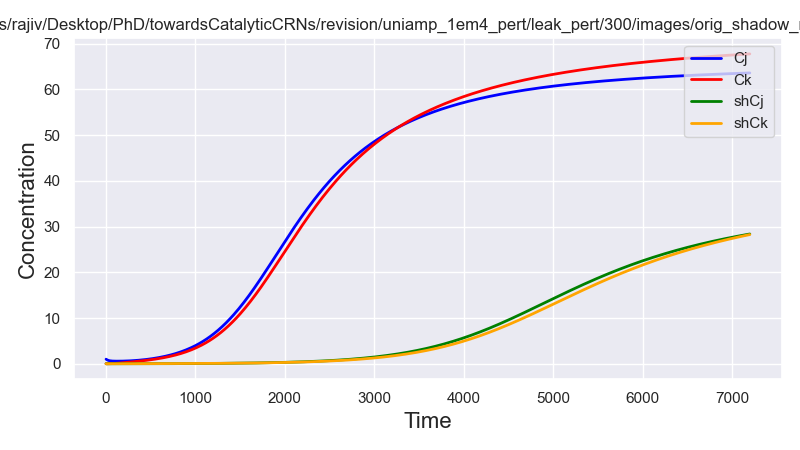 s/rajiv/Desktop/PhD/towardsCatalyticCRNs/revision/uniamp_1em4_pert/leak_pert/300/images/orig_shadow_
Concentration
70
60
50
40
30
20
10
0
0 1000 2000 3000 4000 5000 6000 7000
Time
Cj
Ck
shCj
shCk